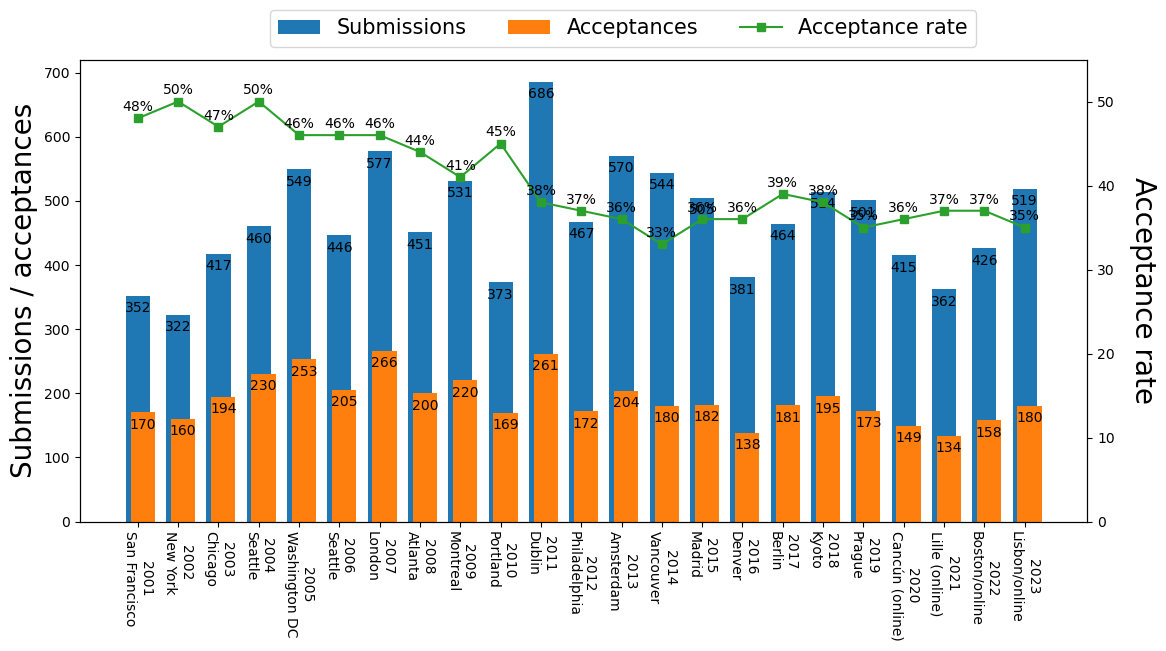 Submissions Acceptances Acceptance rate
Submissions / acceptances
Acceptance rate
700
600
500
400
300
200
100
0
50
40
30
20
10
0
48% 50% 47% 50% 46% 46% 46% 44% 41% 45% 38% 37% 36% 33% 36% 36% 39% 38% 35% 36% 37% 37% 35%
352 322 417 460 549 446 577 451 531 373 686 467 570 544 505 381 464 514 501 415 362 426 519
170 160 194 230 253 205 266 200 220 169 261 172 204 180 182 138 181 195 173 149 134 158 180
2001
San Francisco
2002
New York
2003
Chicago
2004
Seattle
2005
Washington DC
2006
Seattle
2007
London
2008
Atlanta
2009
Montreal
2010
Portland
2011
Dublin
2012
Philadelphia
2013
Amsterdam
2014
Vancouver
2015
Madrid
2016
Denver
2017
Berlin
2018
Kyoto
2019
Prague
2020
Cancún (online)
2021
Lille (online)
2022
Boston/online
2023
Lisbon/online